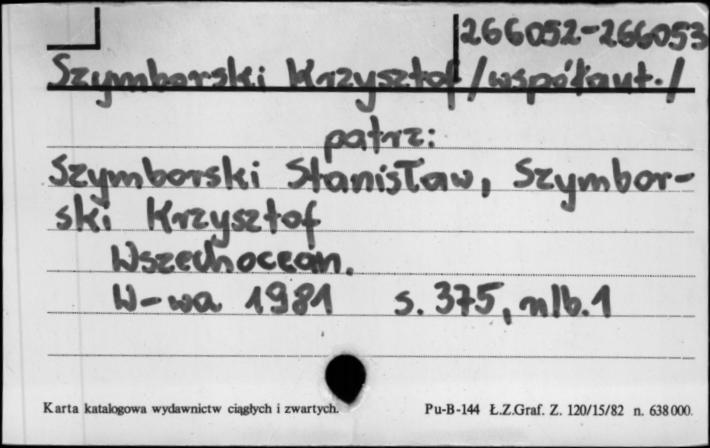 266052-266053
Szymborski Krzysztof /współaut./
patrz:
Szymborski Stanisław, Szymbor-
ski Krzysztof
Wszechocean.
W-wa 1981 s. 375, nlb. 1
Karta katalogowa wydawnictw ciągłych i zwartych. Pu-B-144 Ł.Z.Graf. Z. 120/15/82 n. 638000.